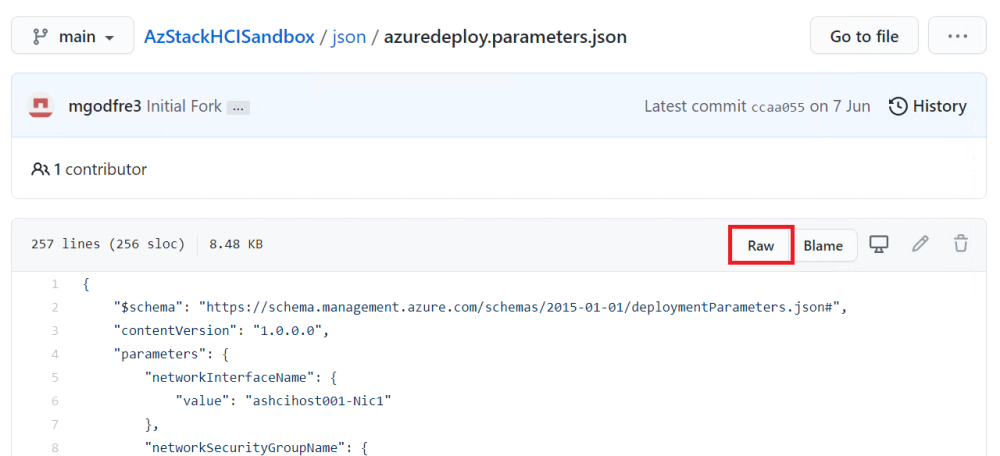 main AzStackHCISandbox / json / azuredeploy.parameters.json Go to file ...
mgodfre3 Initial Fork ... Latest commit ccaa055 on 7 Jun History
1 contributor
257 lines (256 sloc) 8.48 KB Raw Blame
1 {
2 "$schema": "https://schema.management.azure.com/schemas/2015-01-01/deploymentParameters.json#",
3 "contentVersion": "1.0.0.0",
4 "parameters": {
5 "networkInterfaceName": {
6 "value": "ashcihost001-Nic1"
7 },
8 "networkSecurityGroupName": {